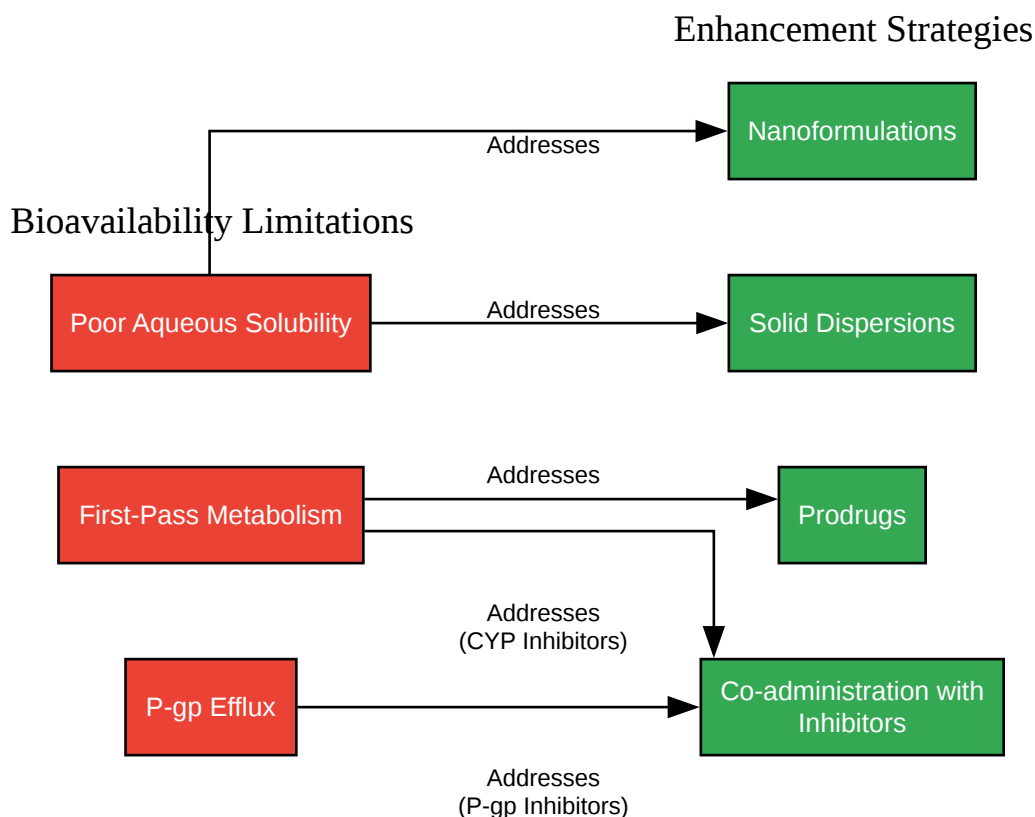 Enhancement Strategies
Nanoformulations
Addresses
Bioavailability Limitations
Poor Aqueous Solubility
Addresses
Solid Dispersions
First-Pass Metabolism
Addresses
Prodrugs
Addresses
(CYP Inhibitors)
P-gp Efflux
Co-administration with
Inhibitors
Addresses
(P-gp Inhibitors)